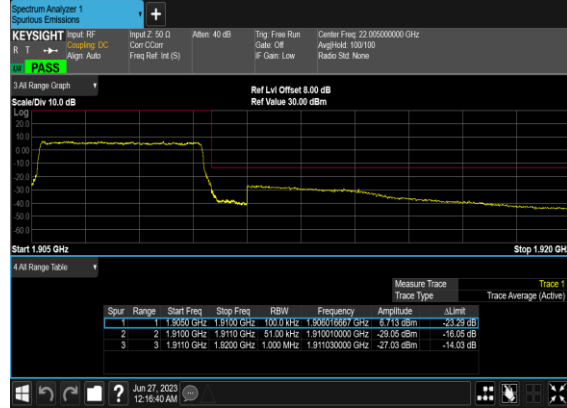 Spectrum Analyzer 1
Spurious Emissions
+
KEYSIGHT Input: RF Input Z: 50 Ω Atten: 40 dB Trig: Free Run Center Freq: 22.005000000 GHz
R T Coupling: DC Corr CCorr Gate: Off Avg|Hold: 100/100
Align: Auto Freq Ref: Int (S) IF Gain: Low Radio Std: None
PASS
3 All Range Graph
Ref Lvl Offset 8.00 dB
Scale/Div 10.0 dB Ref Value 30.00 dBm
Log
20.0
10.0
0.00
-10.0
-20.0
-30.0
-40.0
-50.0
-60.0
Start 1.905 GHz Stop 1.920 GH
4 All Range Table
Measure Trace Trace 1
Trace Type Trace Average (Active)
Spur Range Start Freq Stop Freq RBW Frequency Amplitude ΔLimit
1 1 1.9050 GHz 1.9100 GHz 100.0 kHz 1.906016667 GHz 6.713 dBm -23.29 dB
2 2 1.9100 GHz 1.9110 GHz 51.00 kHz 1.910010000 GHz -29.05 dBm -16.05 dB
3 3 1.9110 GHz 1.9200 GHz 1.000 MHz 1.911030000 GHz -27.03 dBm -14.03 dB
? Jun 27, 2023
12:16:40 AM